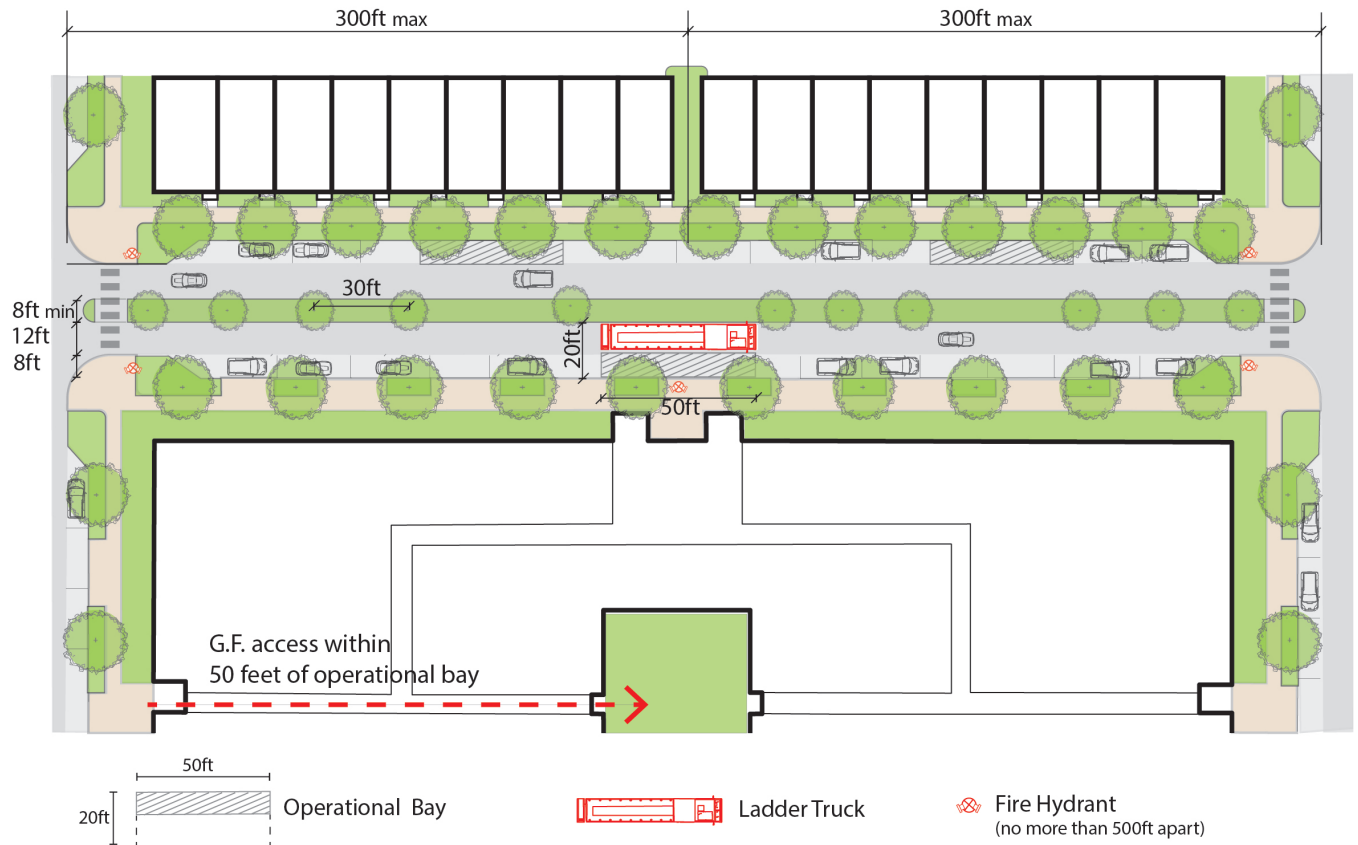 300ft max
300ft max
30ft
8ft min
12ft
8ft
20ft
50ft
G.F. access within
50 feet of operational bay
50ft
20ft
Operational Bay
Ladder Truck
Fire Hydrant
(no more than 500ft apart)